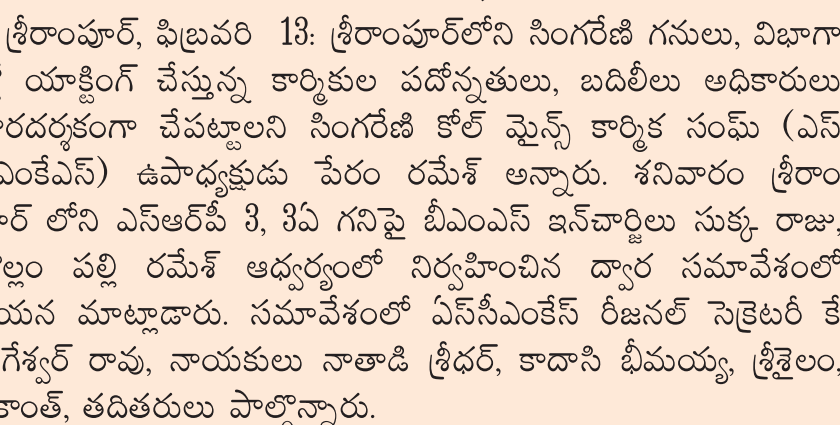 శ్రీరాంపూర్, ఫిబ్రవరి 13: శ్రీరాంపూర్‌లోని సింగరేణి గనులు, విభాగా
యాక్టింగ్ చేస్తున్న కార్మికుల పదోన్నతులు, బదిలీలు అధికారులు
ారదర్శకంగా చేపట్టాలని సింగరేణి కోల్ మైన్స్ కార్మిక సంఘ్ (ఎస్
ఎంకేఎస్) ఉపాధ్యక్షుడు పేరం రమేశ్ అన్నారు. శనివారం శ్రీరాం
ార్ లోని ఎస్ఆర్‌పీ 3, 3ఏ గనిపై బీఎంఎస్ ఇన్‌చార్జిలు సుక్క రాజు,
ల్లం పల్లి రమేశ్ ఆధ్వర్యంలో నిర్వహించిన ద్వార సమావేశంలో
యన మాట్లాడారు. సమావేశంలో ఏస్‌సీఎంకేస్ రీజనల్ సెక్రెటరీ కే
గేశ్వర్ రావు, నాయకులు నాతాడి శ్రీధర్, కాదాసి భీమయ్య, శ్రీశైలం,
కాంత్, తదితరులు పాల్గొన్నారు.